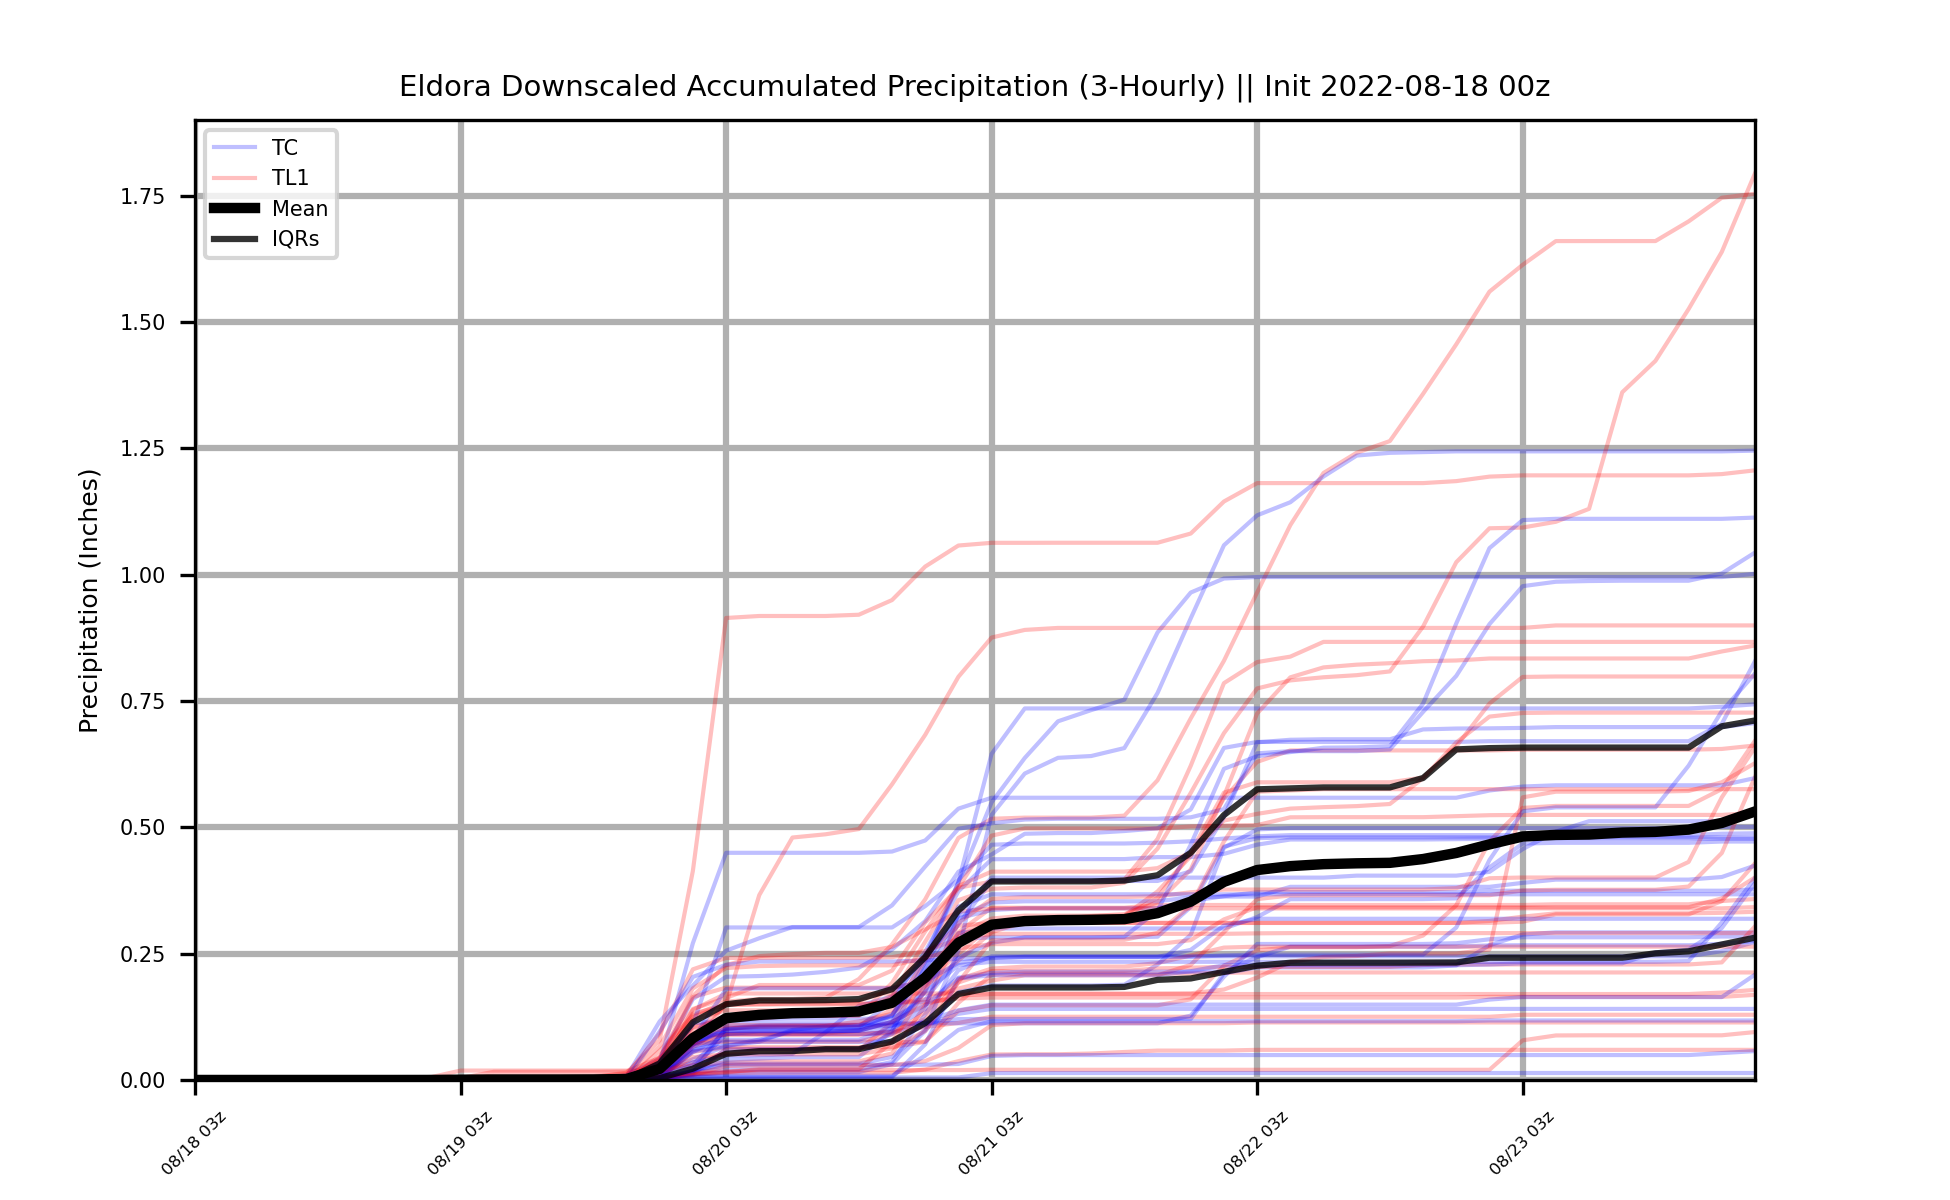 Eldora Downscaled Accumulated Precipitation (3-Hourly) || Init 2022-08-18 00z
TC
TL1
Mean
IQRs
Precipitation (Inches)
1.75
1.50
1.25
1.00
0.75
0.50
0.25
0.00
08/18 03z
08/19 03z
08/20 03z
08/21 03z
08/22 03z
08/23 03z